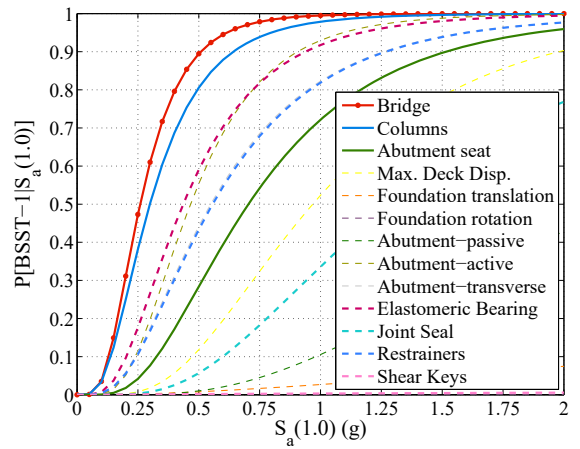 1
0.9
0.8
0.7
0.6
0.5
0.4
0.3
0.2
0.1
0
P[BSST−1|Sa(1.0)]
Bridge
Columns
Abutment seat
Max. Deck Disp.
Foundation translation
Foundation rotation
Abutment−passive
Abutment−active
Abutment−transverse
Elastomeric Bearing
Joint Seal
Restrainers
Shear Keys
0 0.25 0.5 0.75 1 1.25 1.5 1.75 2
Sa(1.0) (g)